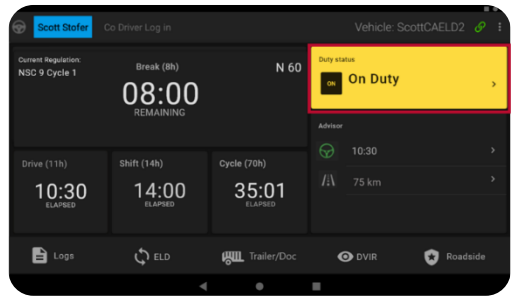 Scott Stofer
Co Driver Log in
Vehicle: ScottCAELD2
Current Regulation:
NSC 9 Cycle 1
Break (8h)
N 60
08:00
REMAINING
Duty status
ON
On Duty
Advisor
10:30
75 km
Drive (11h)
10:30
ELAPSED
Shift (14h)
14:00
ELAPSED
Cycle (70h)
35:01
ELAPSED
Logs
ELD
Trailer/Doc
DVIR
Roadside